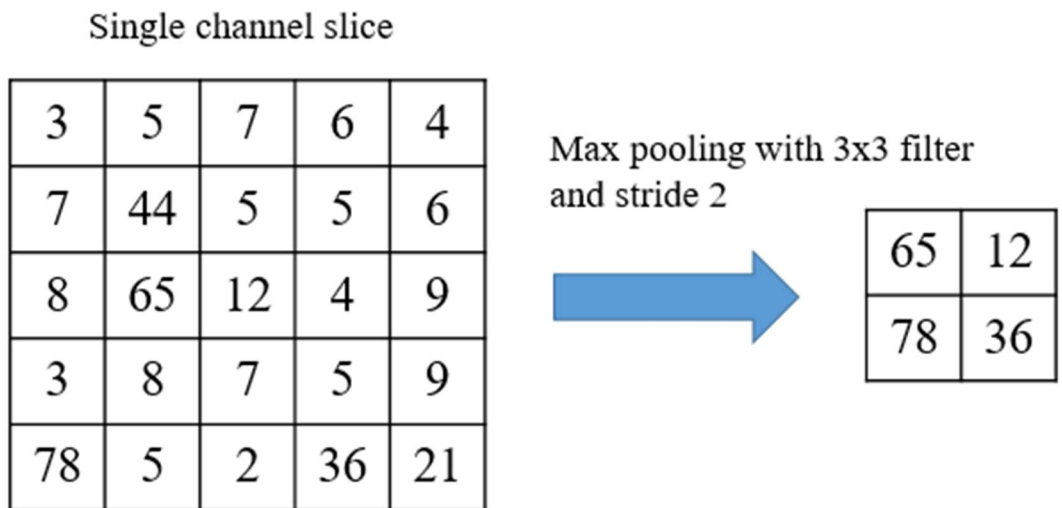 Single channel slice
3 5 7 6 4
7 44 5 5 6
8 65 12 4 9
3 8 7 5 9
78 5 2 36 21
Max pooling with 3x3 filter
and stride 2
65 12
78 36